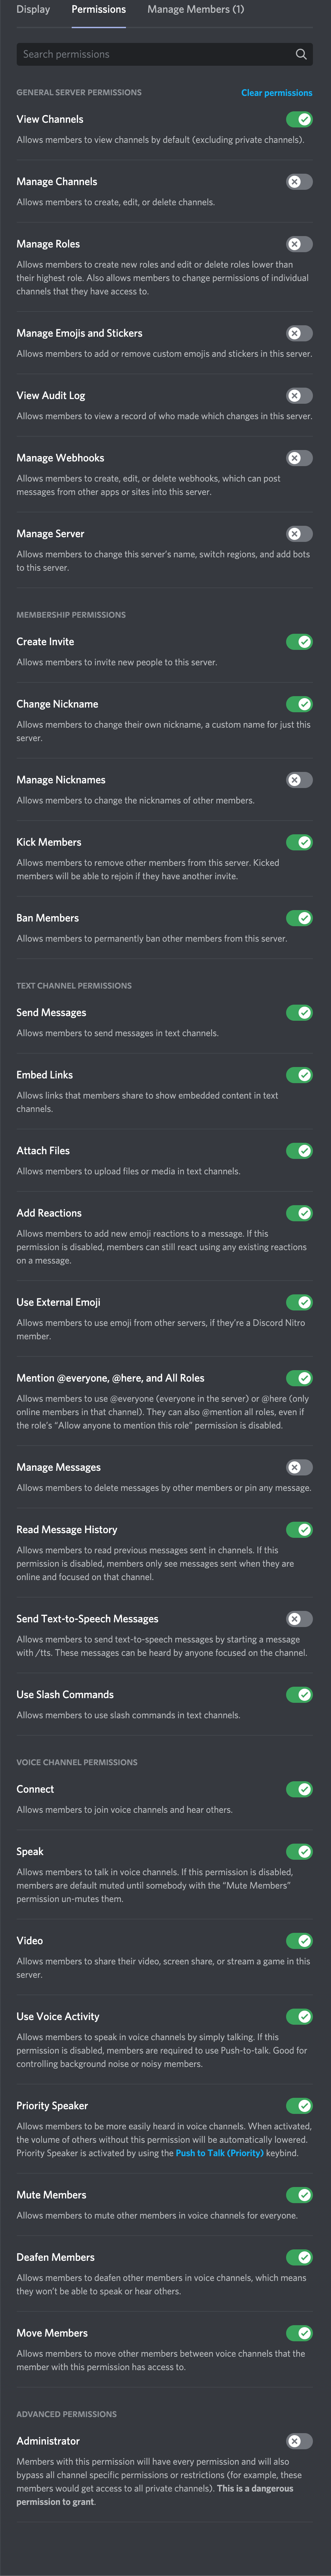 Display Permissions Manage Members (1)
Search permissions
GENERAL SERVER PERMISSIONS Clear permissions
View Channels
Allows members to view channels by default (excluding private channels).
Manage Channels
Allows members to create, edit, or delete channels.
Manage Roles
Allows members to create new roles and edit or delete roles lower than
their highest role. Also allows members to change permissions of individual
channels that they have access to.
Manage Emojis and Stickers
Allows members to add or remove custom emojis and stickers in this server.
View Audit Log
Allows members to view a record of who made which changes in this server.
Manage Webhooks
Allows members to create, edit, or delete webhooks, which can post
messages from other apps or sites into this server.
Manage Server
Allows members to change this server's name, switch regions, and add bots
to this server.
MEMBERSHIP PERMISSIONS
Create Invite
Allows members to invite new people to this server.
Change Nickname
Allows members to change their own nickname, a custom name for just this
server.
Manage Nicknames
Allows members to change the nicknames of other members.
Kick Members
Allows members to remove other members from this server. Kicked
members will be able to rejoin if they have another invite.
Ban Members
Allows members to permanently ban other members from this server.
TEXT CHANNEL PERMISSIONS
Send Messages
Allows members to send messages in text channels.
Embed Links
Allows links that members share to show embedded content in text
channels.
Attach Files
Allows members to upload files or media in text channels.
Add Reactions
Allows members to add new emoji reactions to a message. If this
permission is disabled, members can still react using any existing reactions
on a message.
Use External Emoji
Allows members to use emoji from other servers, if they're a Discord Nitro
member.
Mention @everyone, @here, and All Roles
Allows members to use @everyone (everyone in the server) or @here (only
online members in that channel). They can also @mention all roles, even if
the role's "Allow anyone to mention this role" permission is disabled.
Manage Messages
Allows members to delete messages by other members or pin any message.
Read Message History
Allows members to read previous messages sent in channels. If this
permission is disabled, members only see messages sent when they are
online and focused on that channel.
Send Text-to-Speech Messages
Allows members to send text-to-speech messages by starting a message
with /tts. These messages can be heard by anyone focused on the channel.
Use Slash Commands
Allows members to use slash commands in text channels.
VOICE CHANNEL PERMISSIONS
Connect
Allows members to join voice channels and hear others.
Speak
Allows members to talk in voice channels. If this permission is disabled,
members are default muted until somebody with the "Mute Members"
permission un-mutes them.
Video
Allows members to share their video, screen share, or stream a game in this
server.
Use Voice Activity
Allows members to speak in voice channels by simply talking. If this
permission is disabled, members are required to use Push-to-talk. Good for
controlling background noise or noisy members.
Priority Speaker
Allows members to be more easily heard in voice channels. When activated,
the volume of others without this permission will be automatically lowered.
Priority Speaker is activated by using the Push to Talk (Priority) keybind.
Mute Members
Allows members to mute other members in voice channels for everyone.
Deafen Members
Allows members to deafen other members in voice channels, which means
they won't be able to speak or hear others.
Move Members
Allows members to move other members between voice channels that the
member with this permission has access to.
ADVANCED PERMISSIONS
Administrator
Members with this permission will have every permission and will also
bypass all channel specific permissions or restrictions (for example, these
members would get access to all private channels). This is a dangerous
permission to grant.